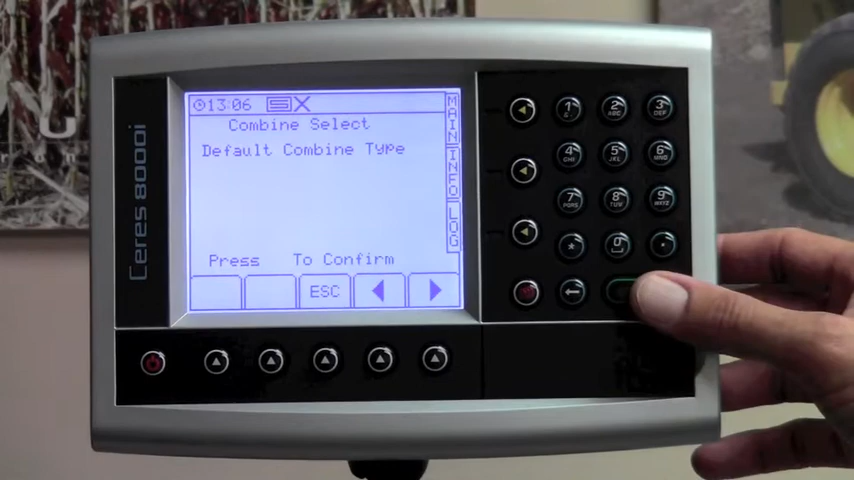 13:06
Combine Select
Default Combine Type
Press To Confirm
ESC
MAIN
INFO
LOG
Ceres 8000i
1
2 ABC
3 DEF
4 GHI
5 JKL
6 MNO
7 PQRS
8 TUV
9 WXYZ
*
0
.